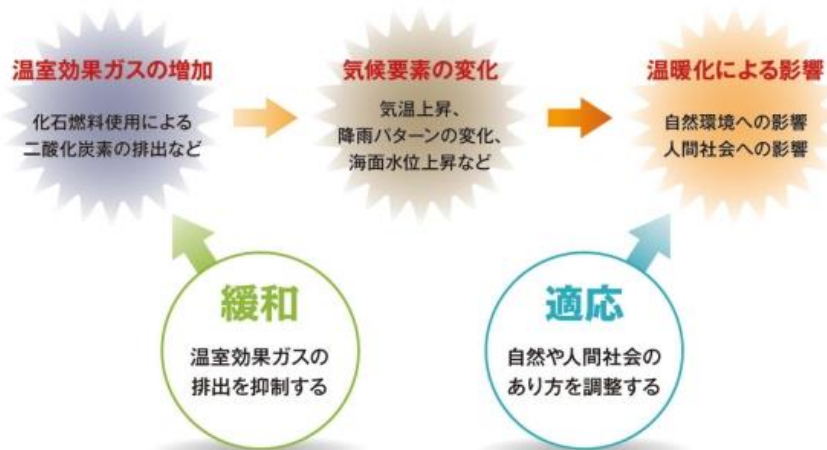 温室効果ガスの増加
化石燃料使用による
二酸化炭素の排出など
気候要素の変化
気温上昇、
降雨パターンの変化、
海面水位上昇など
温暖化による影響
自然環境への影響
人間社会への影響
緩和
温室効果ガスの
排出を抑制する
適応
自然や人間社会の
あり方を調整する